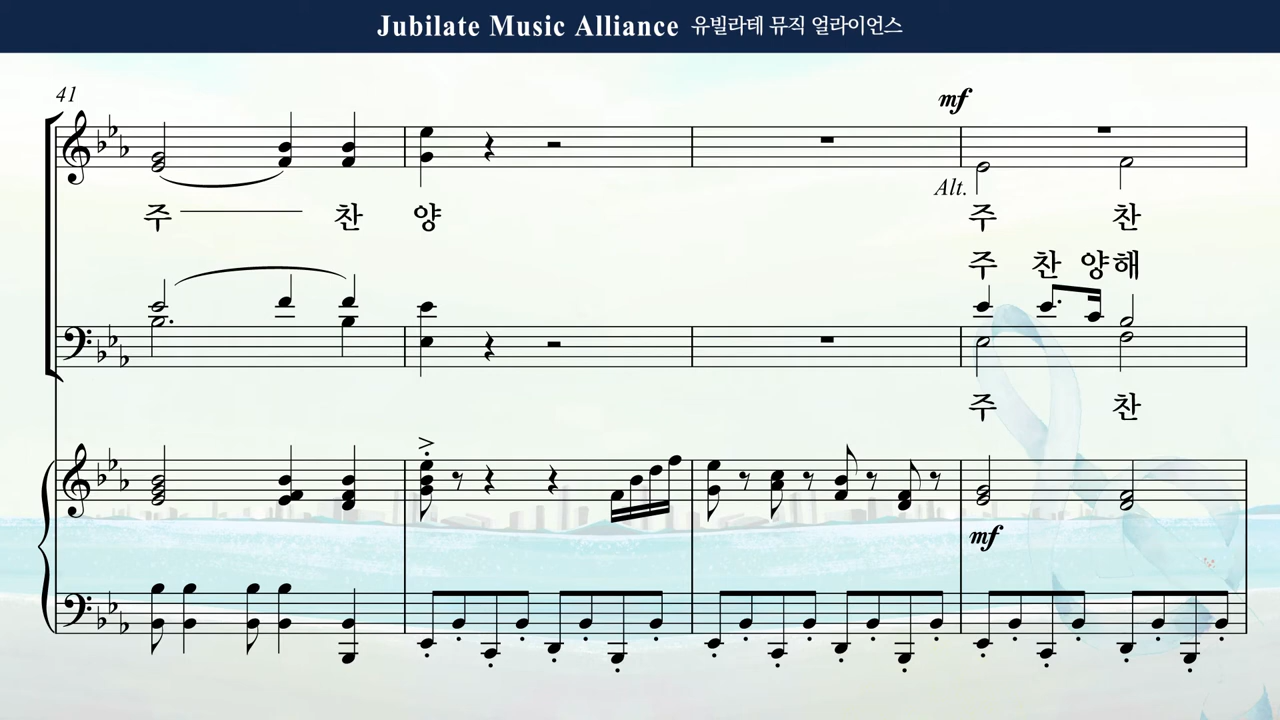 Jubilate Music Alliance 유빌라테 뮤직 얼라이언스
41
mf
Alt.
주 찬 양 주 찬
주 찬 양 해
주 찬
mf